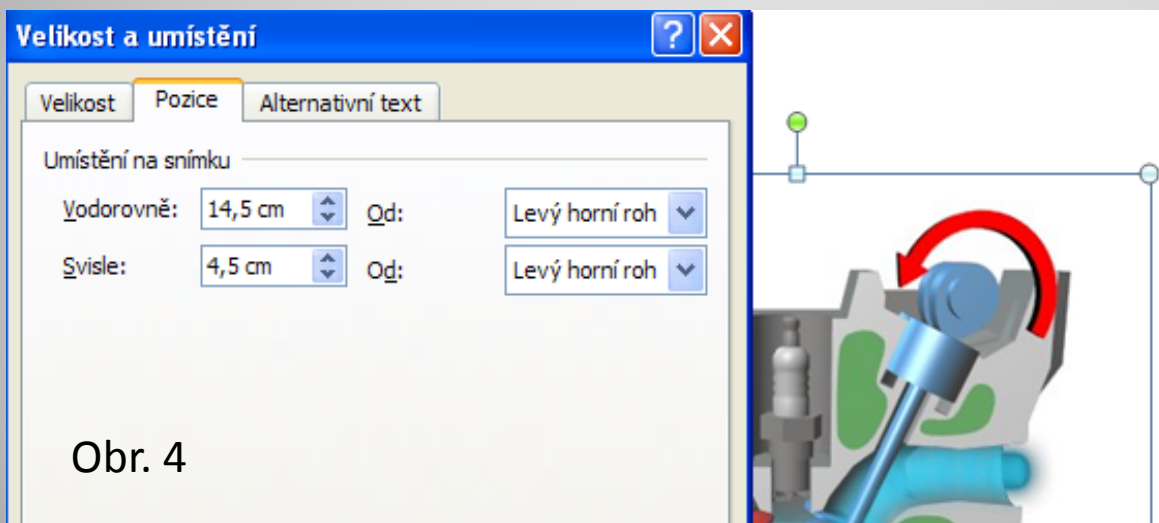 Velikost a umístění
Velikost Pozice Alternativní text
Umístění na snímku
Vodorovně: 14,5 cm Od: Levý horní roh
Svisle: 4,5 cm Od: Levý horní roh
Obr. 4